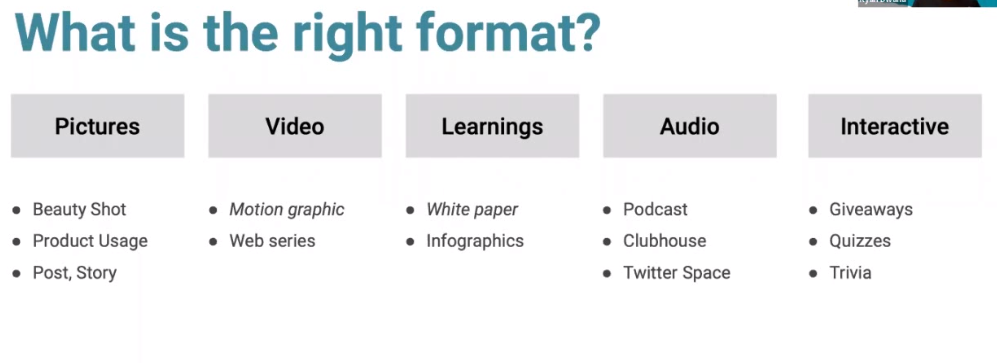 What is the right format?
Pictures
Video
Learnings
Audio
Interactive
• Beauty Shot
• Product Usage
• Post, Story
• Motion graphic
• Web series
• White paper
• Infographics
• Podcast
• Clubhouse
• Twitter Space
• Giveaways
• Quizzes
• Trivia